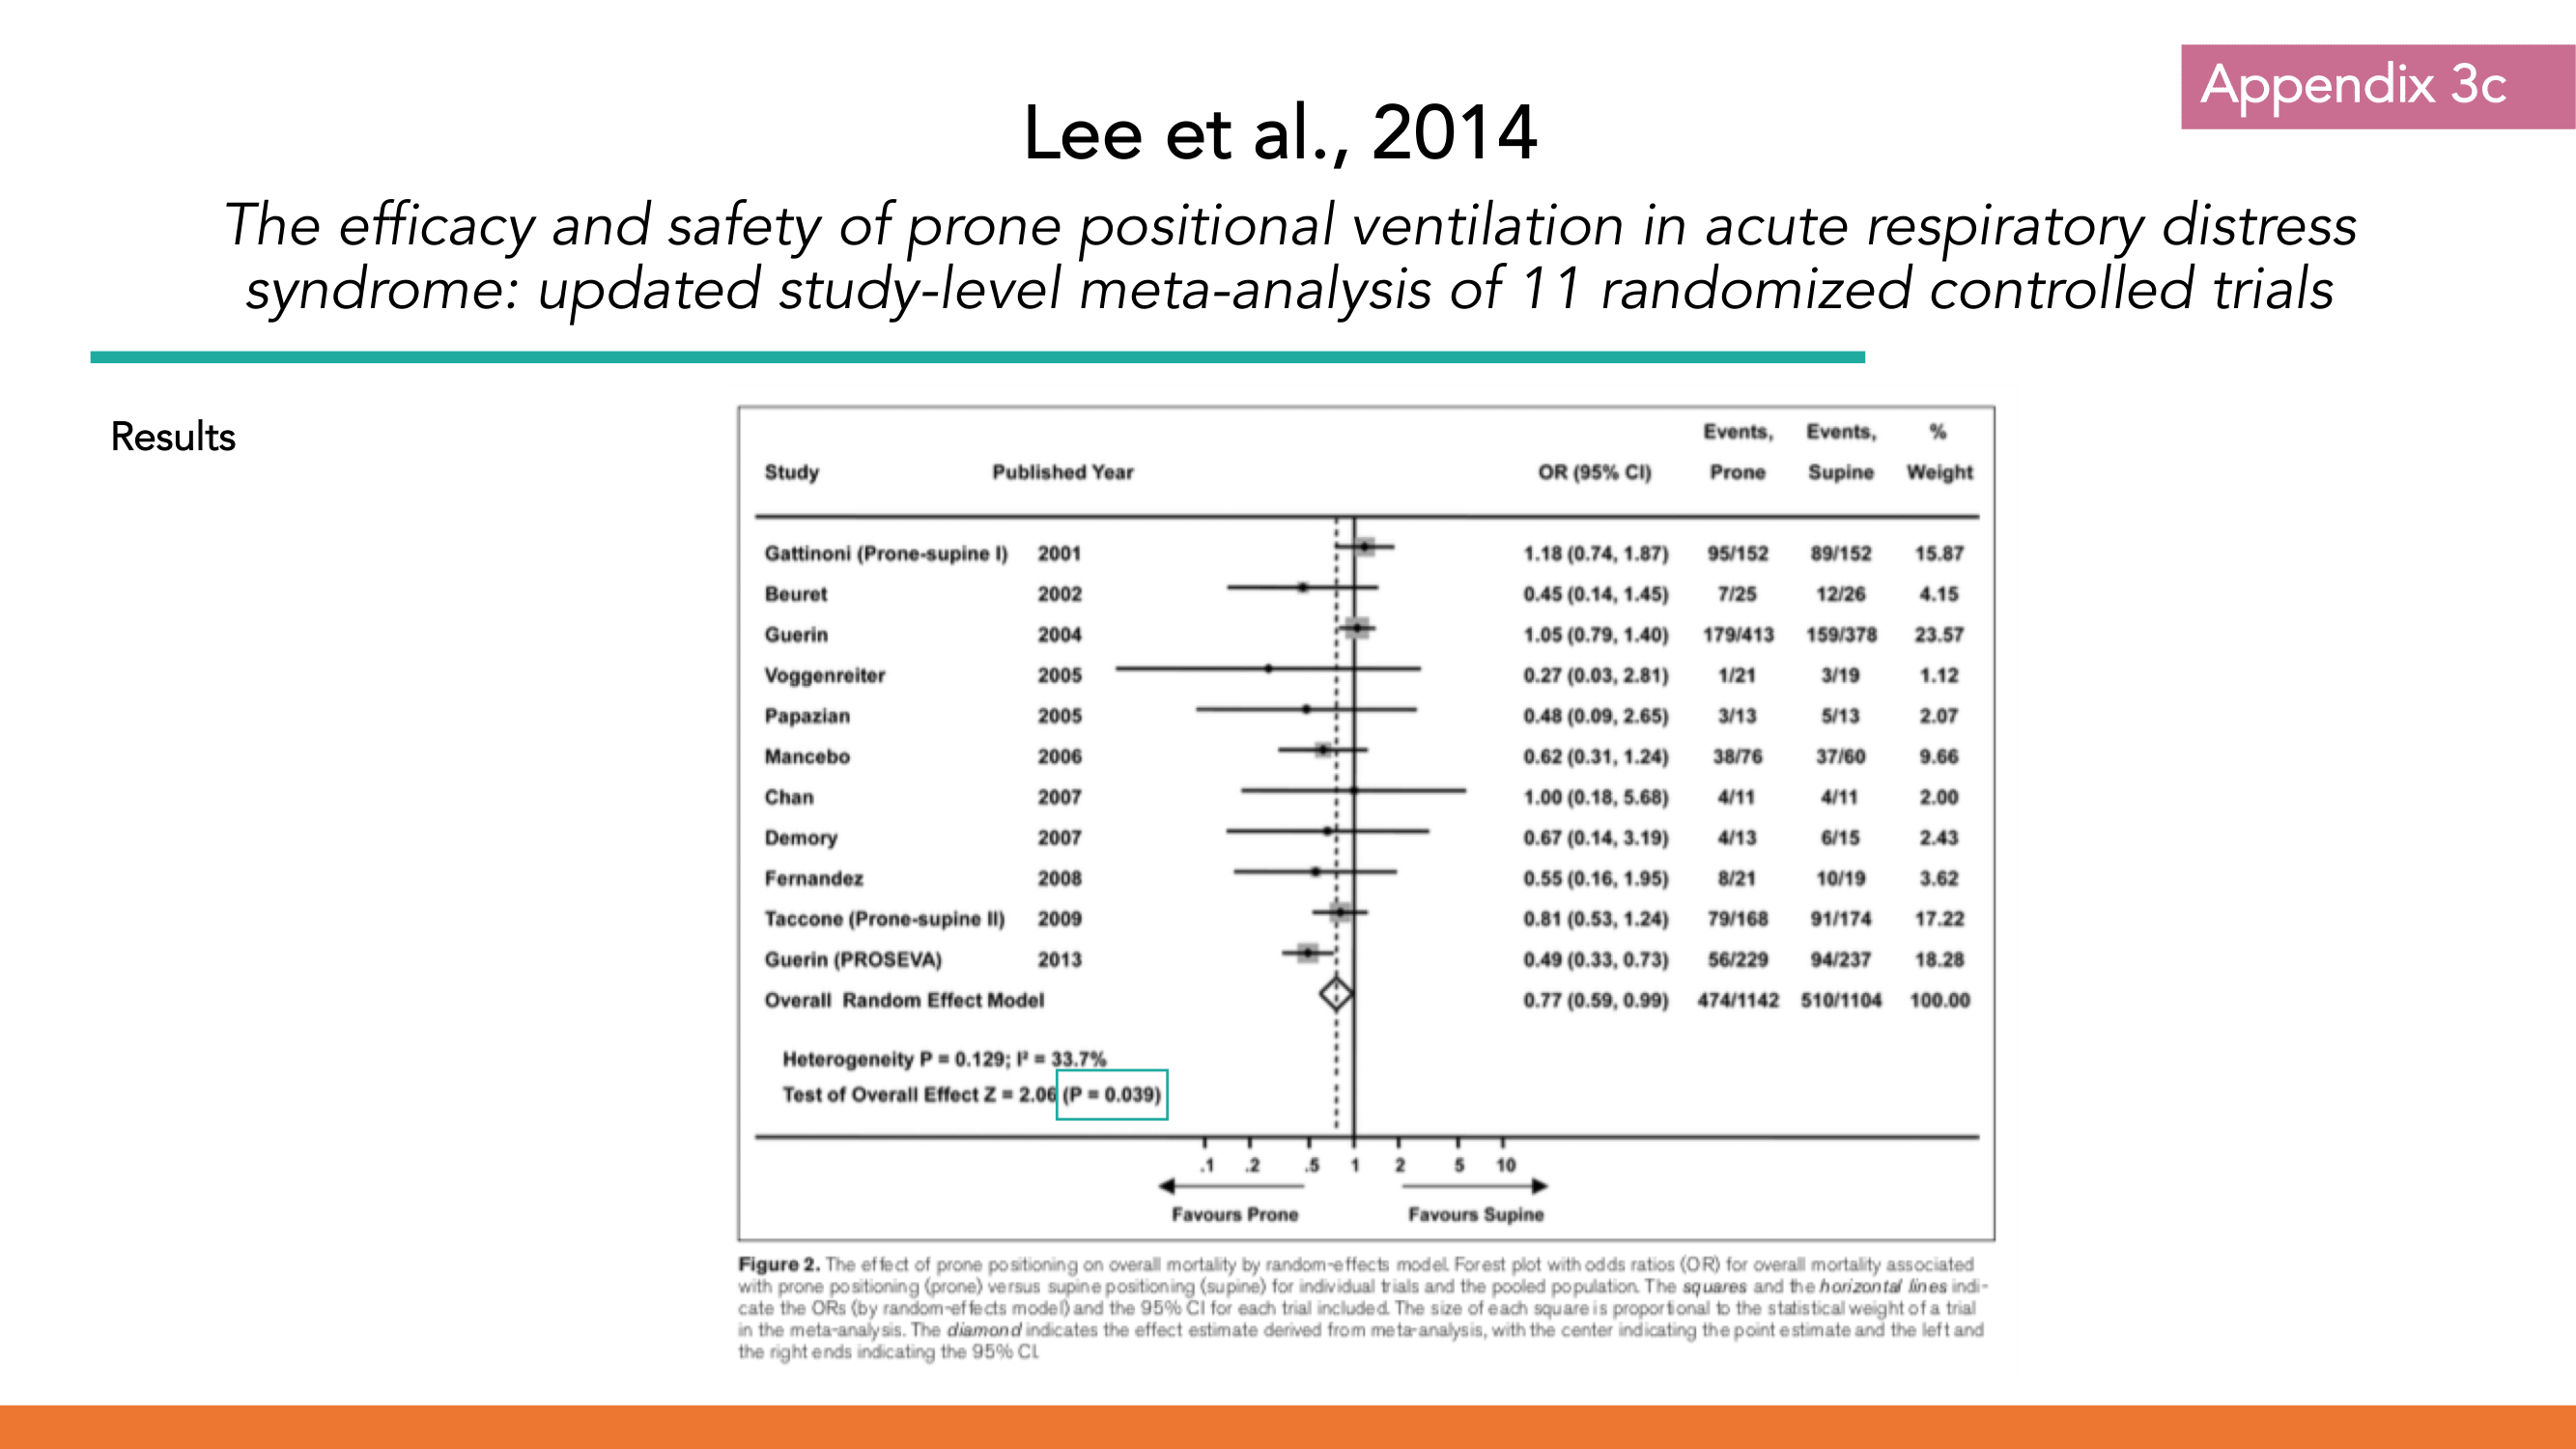 Appendix 3c
Lee et al., 2014
The efficacy and safety of prone positional ventilation in acute respiratory distress
syndrome: updated study-level meta-analysis of 11 randomized controlled trials
Results
Events, Events, %
Study Published Year OR (95% CI) Prone Supine Weight
Gattinoni (Prone-supine I) 2001 1.18 (0.74, 1.87) 95/152 89/152 15.87
Beuret 2002 0.45 (0.14, 1.45) 7/25 12/26 4.15
Guerin 2004 1.05 (0.79, 1.40) 179/413 159/378 23.57
Voggenreiter 2005 0.27 (0.03, 2.81) 1/21 3/19 1.12
Papazian 2005 0.48 (0.09, 2.65) 3/13 5/13 2.07
Mancebo 2006 0.62 (0.31, 1.24) 38/76 37/60 9.66
Chan 2007 1.00 (0.18, 5.68) 4/11 4/11 2.00
Demory 2007 0.67 (0.14, 3.19) 4/13 6/15 2.43
Fernandez 2008 0.55 (0.16, 1.95) 8/21 10/19 3.62
Taccone (Prone-supine II) 2009 0.81 (0.53, 1.24) 79/168 91/174 17.22
Guerin (PROSEVA) 2013 0.49 (0.33, 0.73) 56/229 94/237 18.28
Overall Random Effect Model 0.77 (0.59, 0.99) 474/1142 510/1104 100.00
Heterogeneity P = 0.129; I² = 33.7%
Test of Overall Effect Z = 2.06 (P = 0.039)
.1 .2 .5 1 2 5 10
Favours Prone Favours Supine
Figure 2. The effect of prone positioning on overall mortality by random-effects model. Forest plot with odds ratios (OR) for overall mortality associated
with prone positioning (prone) versus supine positioning (supine) for individual trials and the pooled population. The squares and the horizontal lines indi-
cate the ORs (by random-effects model) and the 95% CI for each trial included. The size of each square is proportional to the statistical weight of a trial
in the meta-analysis. The diamond indicates the effect estimate derived from meta-analysis, with the center indicating the point estimate and the left and
the right ends indicating the 95% CI.